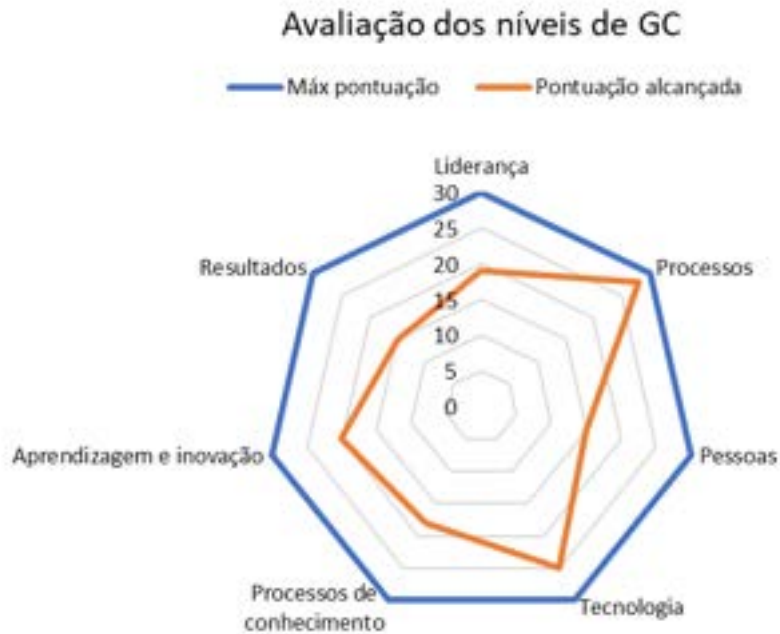 Avaliação dos níveis de GC
Máx pontuação
Pontuação alcançada
Liderança
30
25
20
15
10
5
0
Processos
Pessoas
Tecnologia
Processos de
conhecimento
Aprendizagem e inovação
Resultados